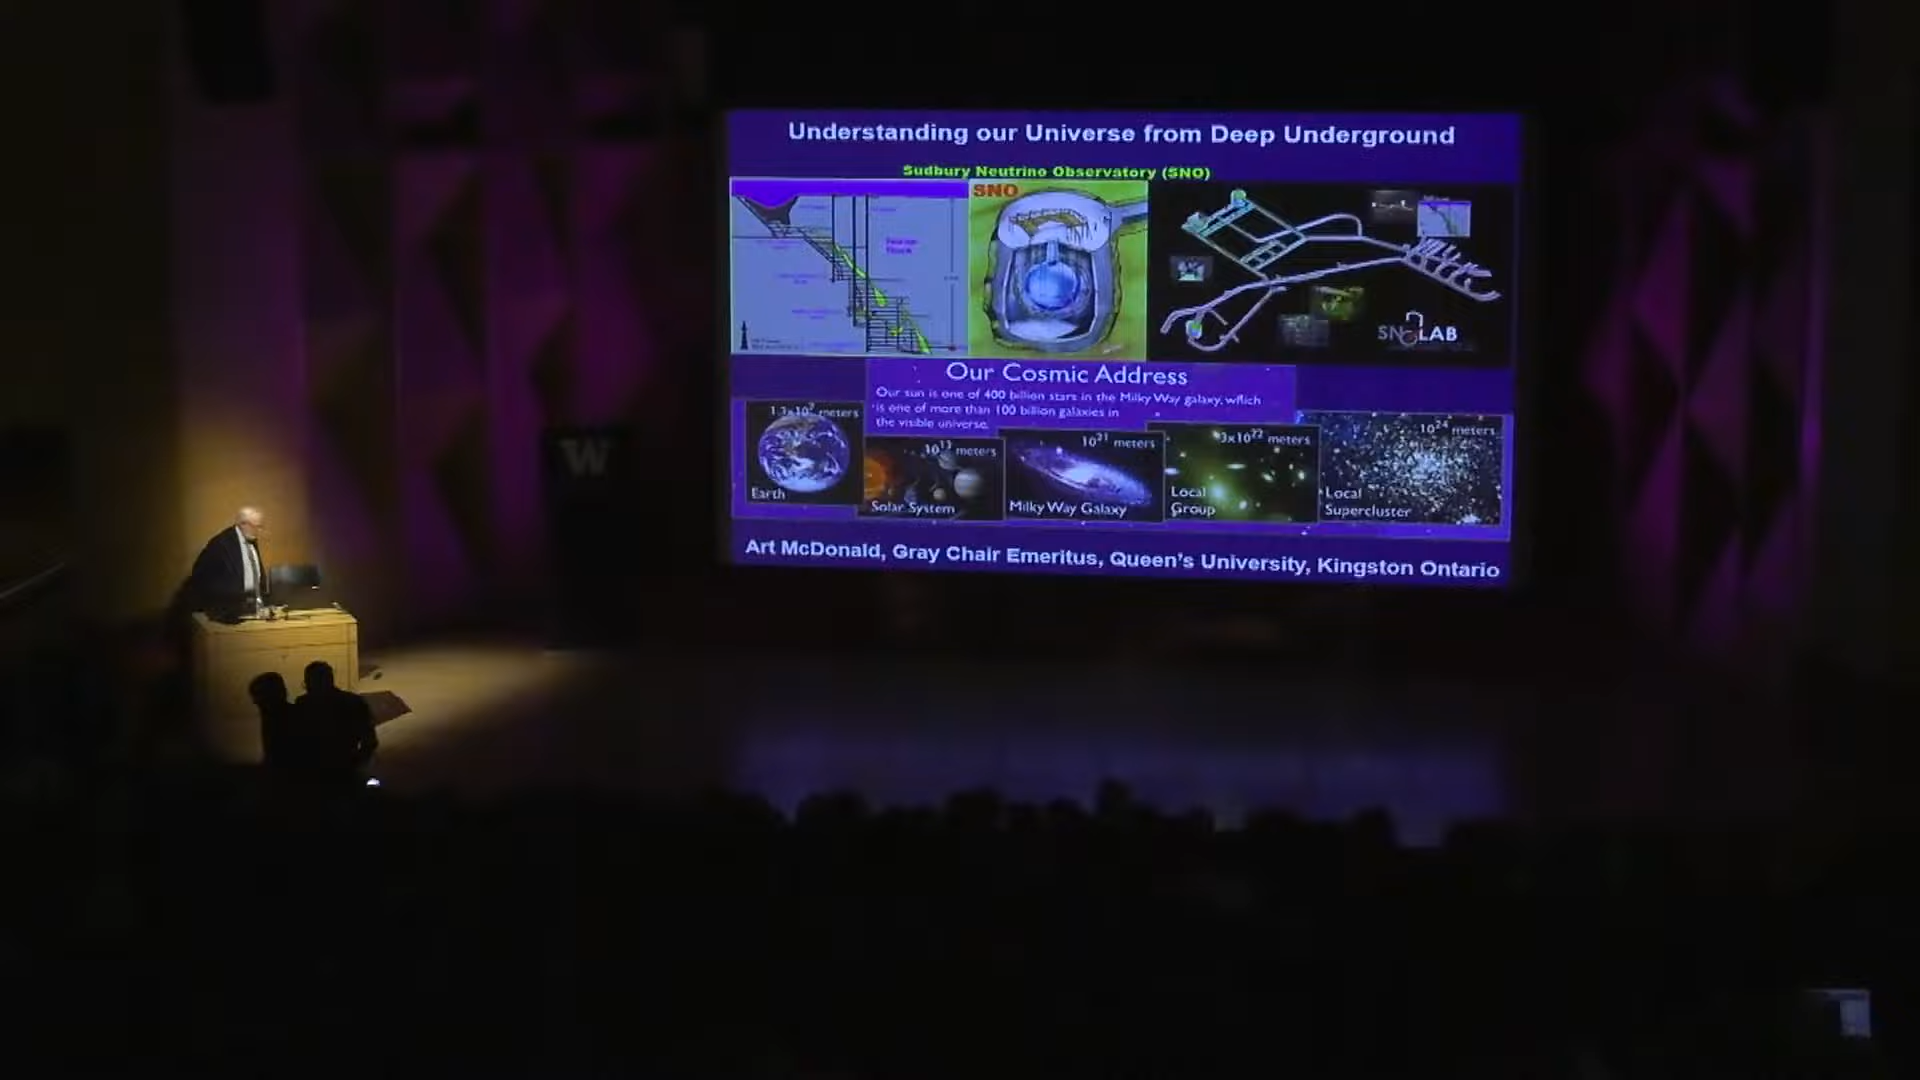 Understanding our Universe from Deep Underground
Sudbury Neutrino Observatory (SNO)
SNO
SNOLAB
Our Cosmic Address
Our sun is one of 400 billion stars in the Milky Way galaxy, which
is one of more than 100 billion galaxies in
the visible universe.
1.3x10⁷ meters
Earth
10¹³ meters
Solar System
10²¹ meters
Milky Way Galaxy
3x10²² meters
Local
Group
10²⁴ meters
Local
Supercluster
Art McDonald, Gray Chair Emeritus, Queen's University, Kingston Ontario
W